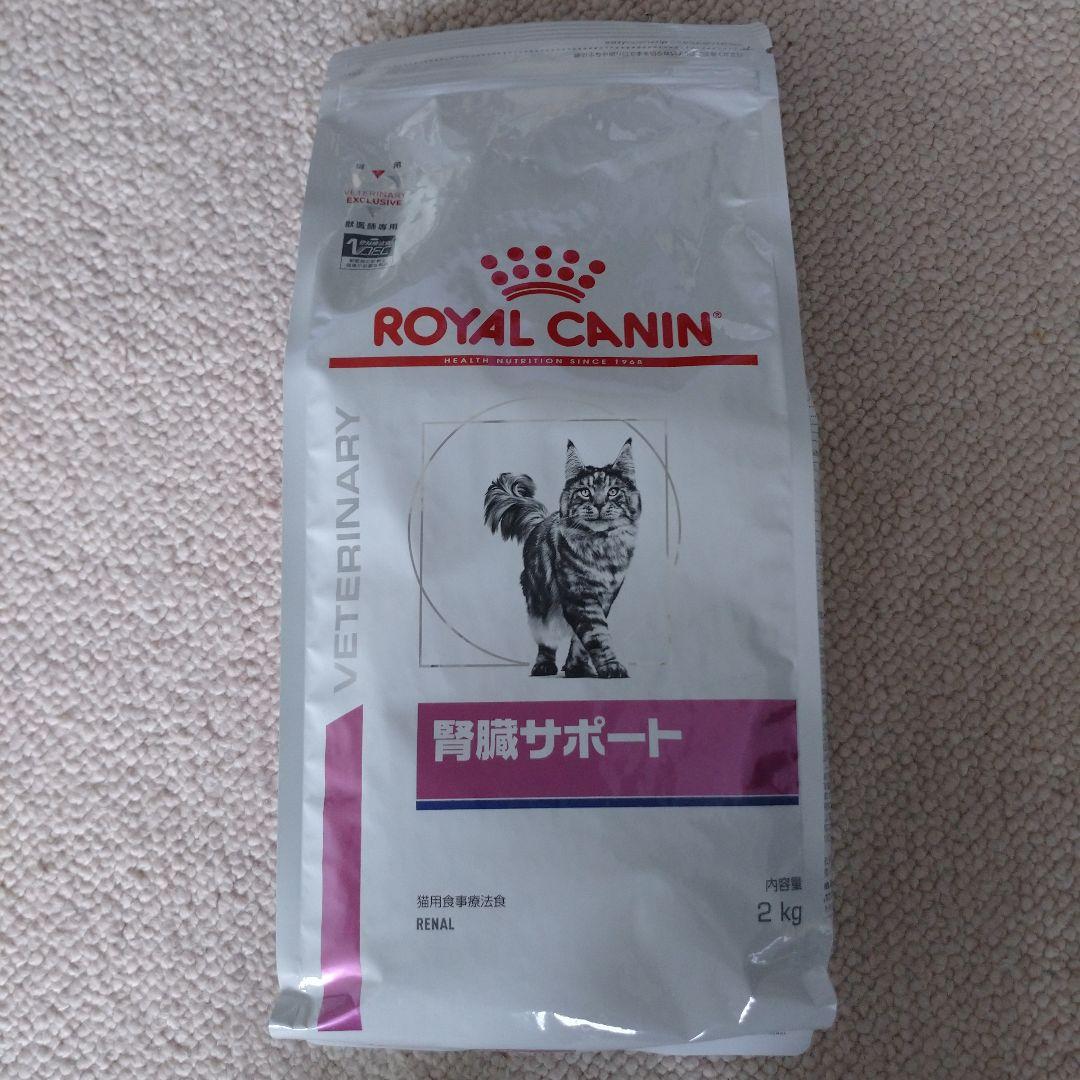 VETERINARY
EXCLUSIVE
獣医師専用
ROYAL CANIN®
HEALTH NUTRITION SINCE 1968
VETERINARY
腎臓サポート
猫用食事療法食
RENAL
内容量
2 kg